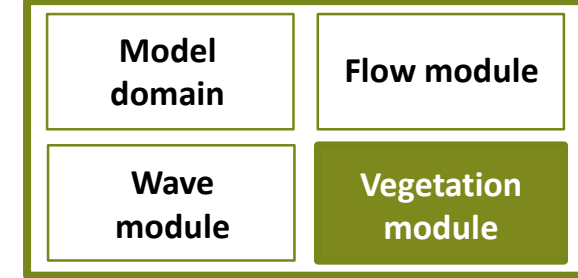 Model
domain
Flow module
Wave
module
Vegetation
module